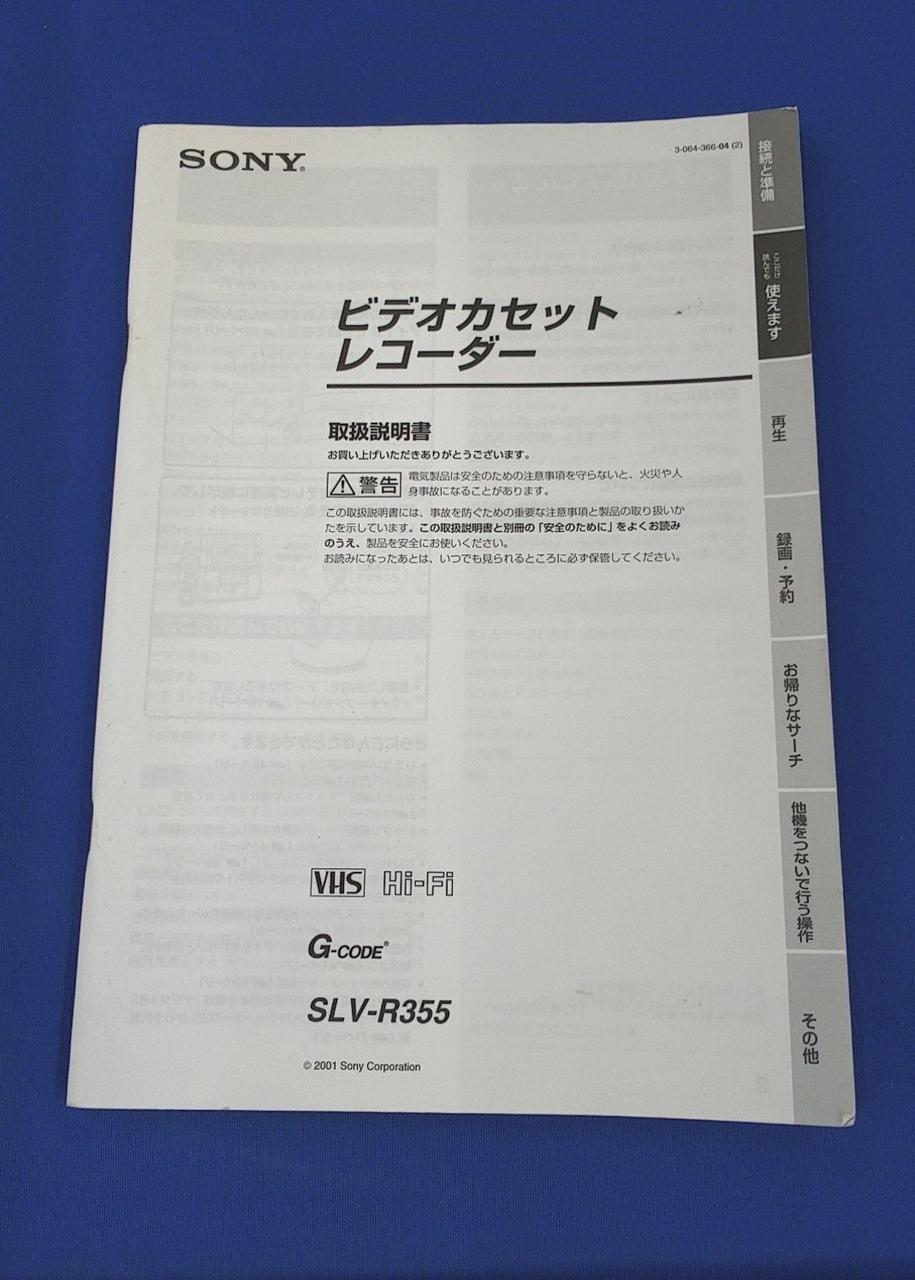 SONY®
3-064-366-04 (2)
ビデオカセット
レコーダー
取扱説明書
お買い上げいただきありがとうございます。
警告
電気製品は安全のための注意事項を守らないと、火災や人
身事故になることがあります。
この取扱説明書には、事故を防ぐための重要な注意事項と製品の取り扱いか
たを示しています。この取扱説明書と別冊の「安全のために」をよくお読み
のうえ、製品を安全にお使いください。
お読みになったあとは、いつでも見られるところに必ず保管してください。
VHS Hi-Fi
G-CODE®
SLV-R355
© 2001 Sony Corporation
接続と準備
ここだけ
読んでも
使えます
再生
録画・予約
お帰りなサーチ
他機をつないで行う操作
その他